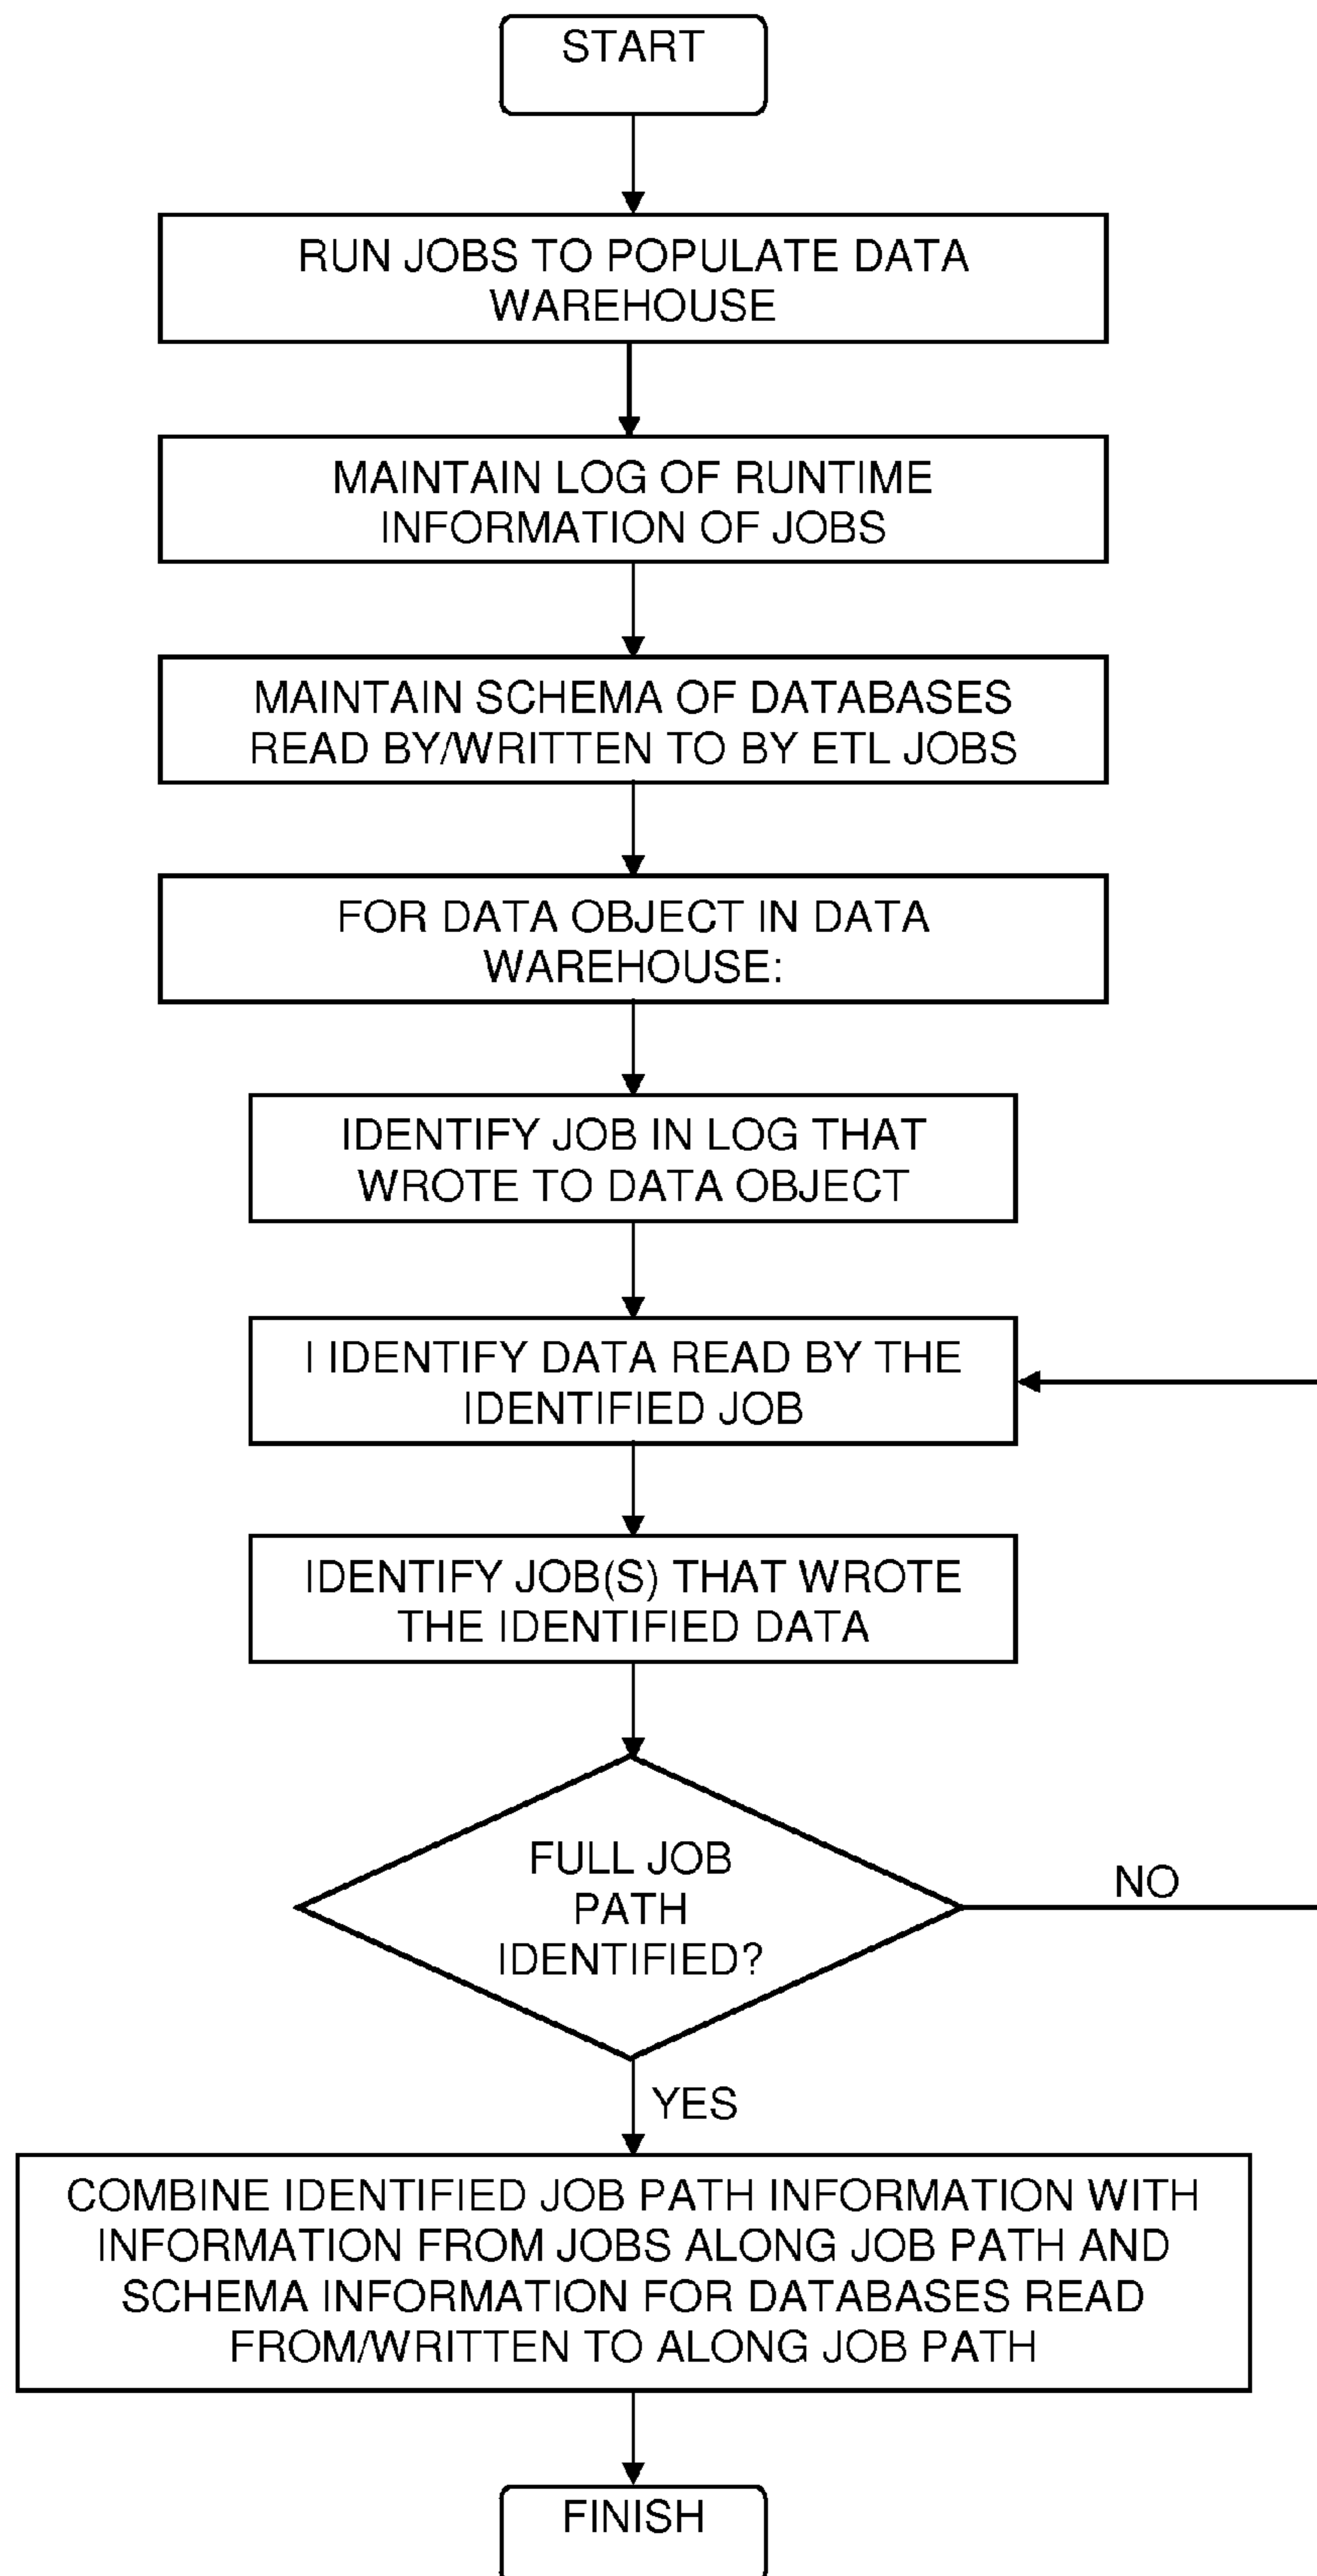 START
RUN JOBS TO POPULATE DATA
WAREHOUSE
MAINTAIN LOG OF RUNTIME
INFORMATION OF JOBS
MAINTAIN SCHEMA OF DATABASES
READ BY/WRITTEN TO BY ETL JOBS
FOR DATA OBJECT IN DATA
WAREHOUSE:
IDENTIFY JOB IN LOG THAT
WROTE TO DATA OBJECT
I IDENTIFY DATA READ BY THE
IDENTIFIED JOB
IDENTIFY JOB(S) THAT WROTE
THE IDENTIFIED DATA
FULL JOB
PATH
IDENTIFIED?
NO
YES
COMBINE IDENTIFIED JOB PATH INFORMATION WITH
INFORMATION FROM JOBS ALONG JOB PATH AND
SCHEMA INFORMATION FOR DATABASES READ
FROM/WRITTEN TO ALONG JOB PATH
FINISH